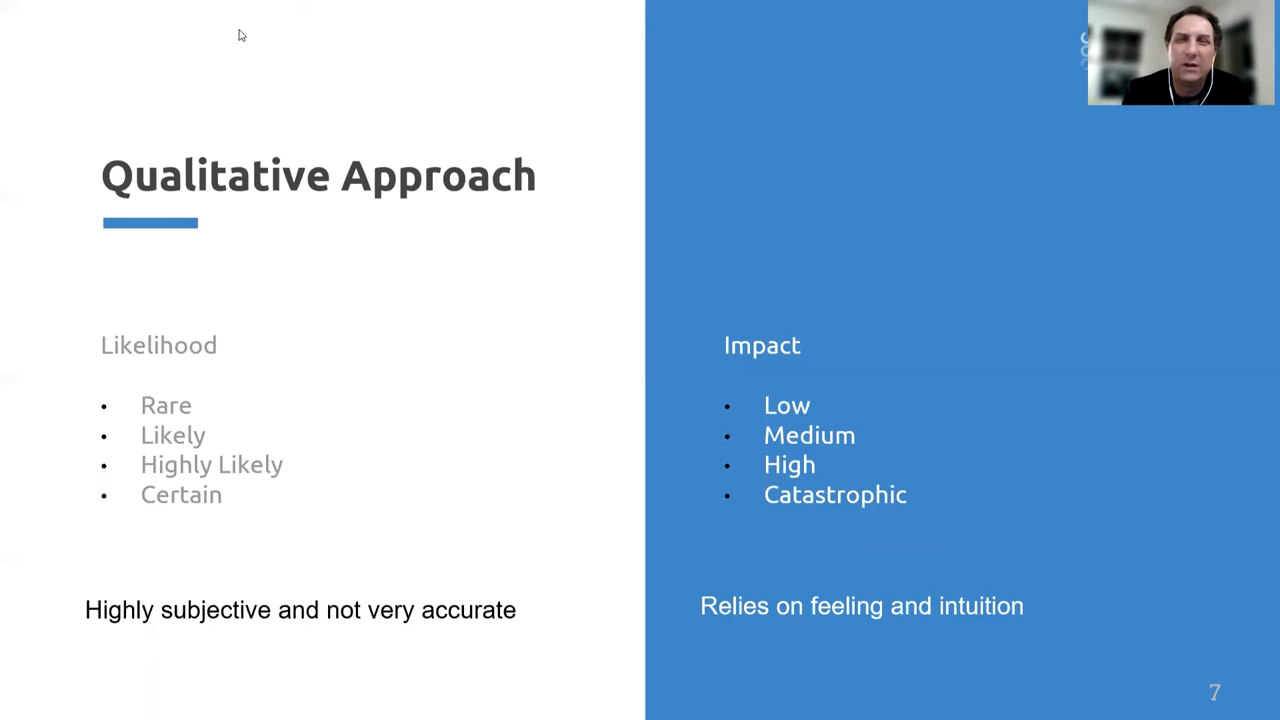 Qualitative Approach
Likelihood
• Rare
• Likely
• Highly Likely
• Certain
Highly subjective and not very accurate
Impact
• Low
• Medium
• High
• Catastrophic
Relies on feeling and intuition
7